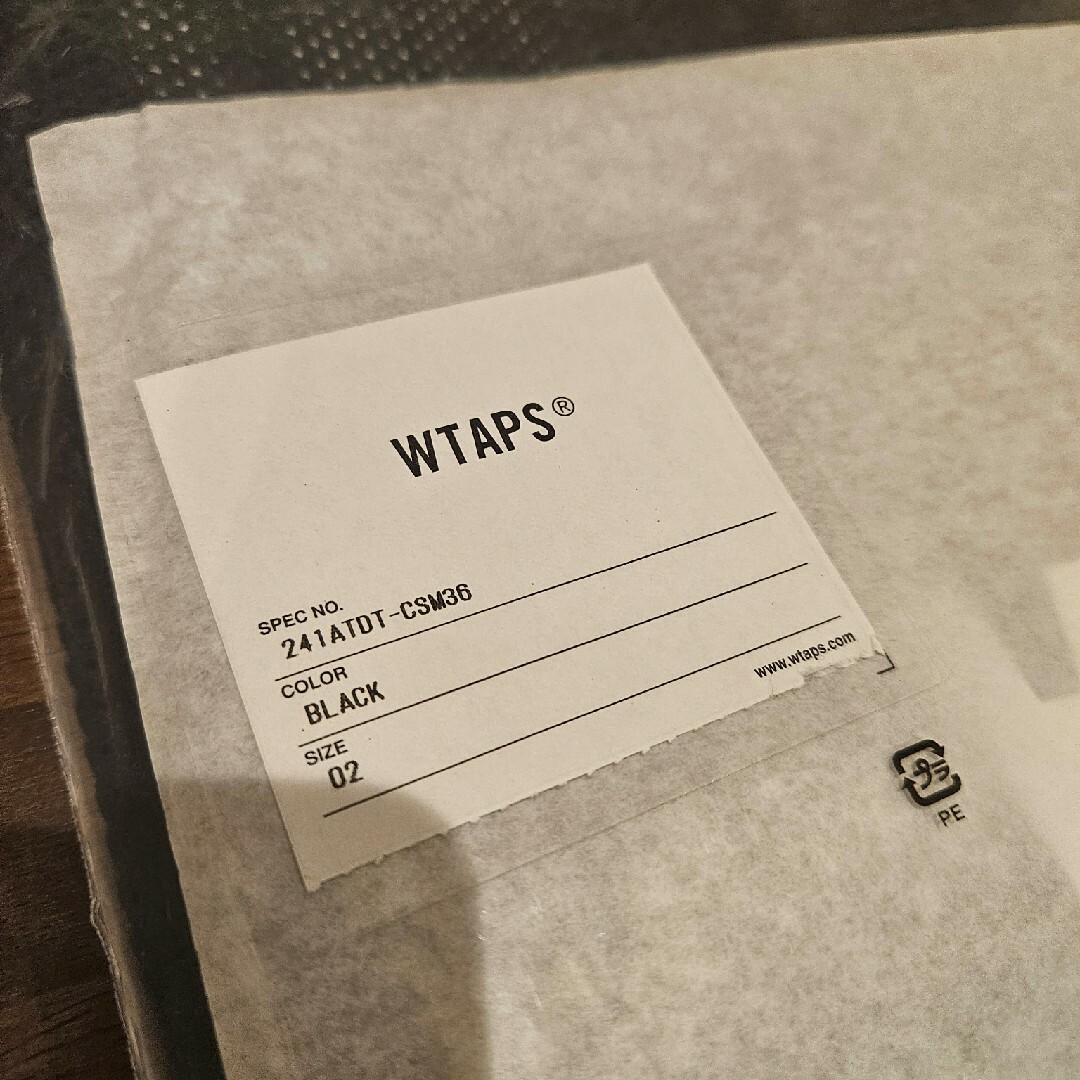 WTAPS®
SPEC NO.
241ATDT-CSM36
COLOR
BLACK
SIZE
02
www.wtaps.com
プラ
PE